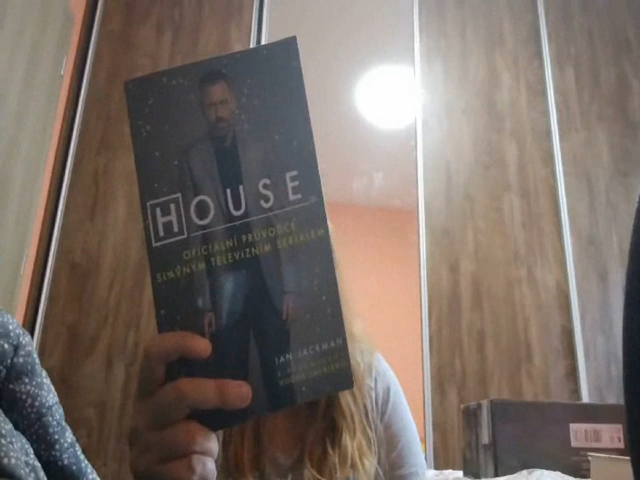 HOUSE
OFICIÁLNÍ PRŮVODCE
SLAVNÝM TELEVIZNÍM SERIÁLEM
IAN JACKMAN